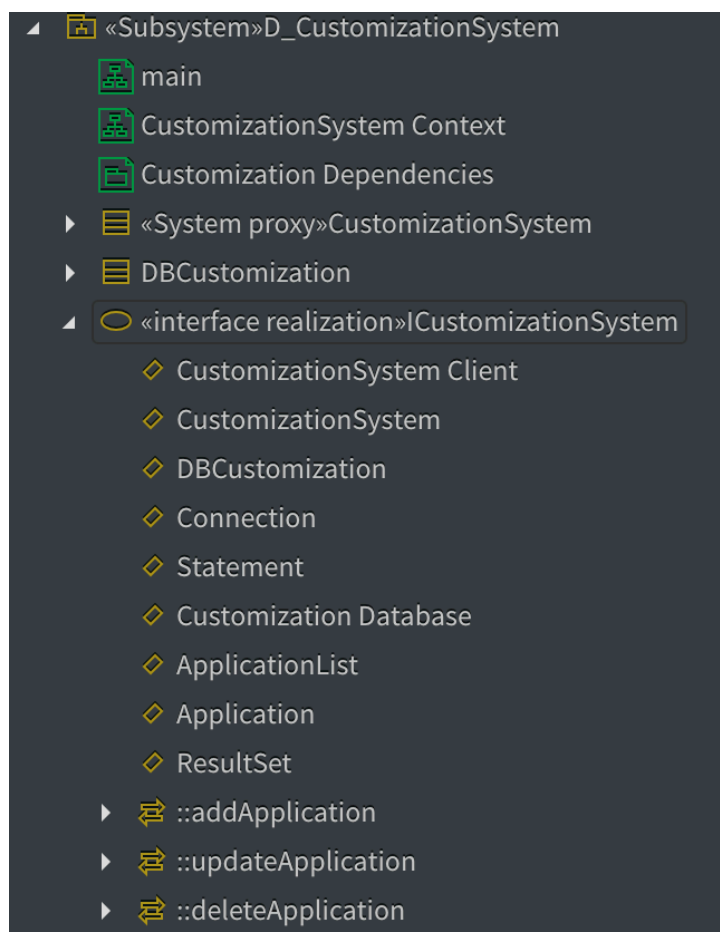 «Subsystem»D_CustomizationSystem
main
CustomizationSystem Context
Customization Dependencies
«System proxy»CustomizationSystem
DBCustomization
«interface realization»ICustomizationSystem
CustomizationSystem Client
CustomizationSystem
DBCustomization
Connection
Statement
Customization Database
ApplicationList
Application
ResultSet
::addApplication
::updateApplication
::deleteApplication